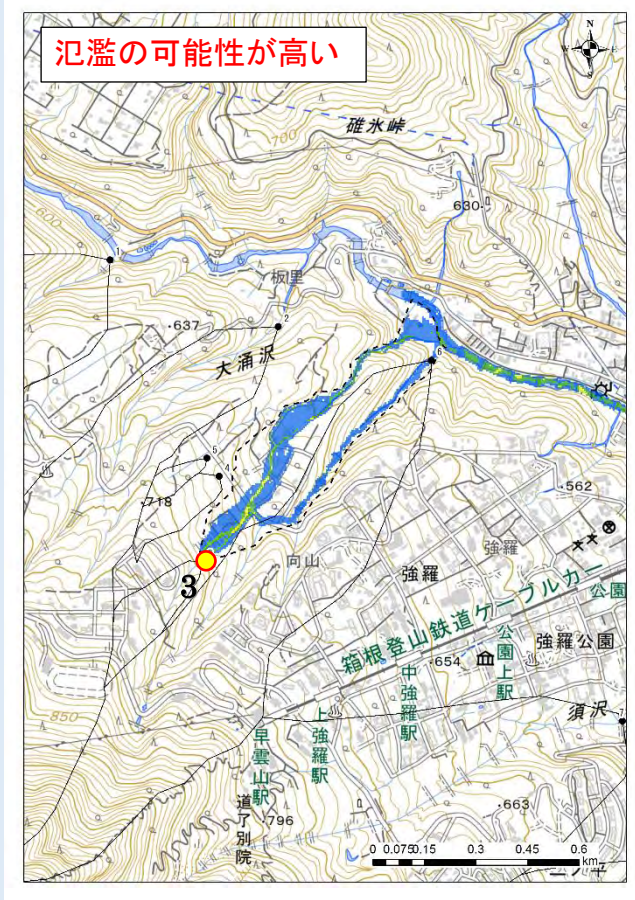 氾濫の可能性が高い
N
W
E
S
碓氷峠
700
600
630
1
板里
2
637
大涌沢
6
5
4
718
562
3
向山
強羅
強羅
箱根登山鉄道ケーブルカー
公園
強羅公園
公園上駅
654
中強羅駅
上強羅駅
早雲山駅
850
須沢
7
道了別院
796
663
0 0.075 0.15 0.3 0.45 0.6
km